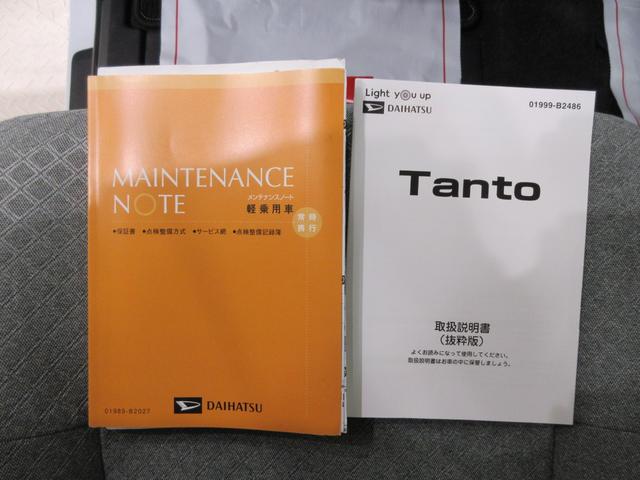 MAINTENANCE
NOTE
メンテナンスノート
軽乗用車
常時
携行
●保証書 ●点検整備方式 ●サービス網 ●点検整備記録簿
01989-B2027
DAIHATSU
Light you up
DAIHATSU
01999-B2486
Tanto
取扱説明書
(抜粋版)
よくお読みになって使用してください。
取扱説明書はお車の中に保管しましょう。